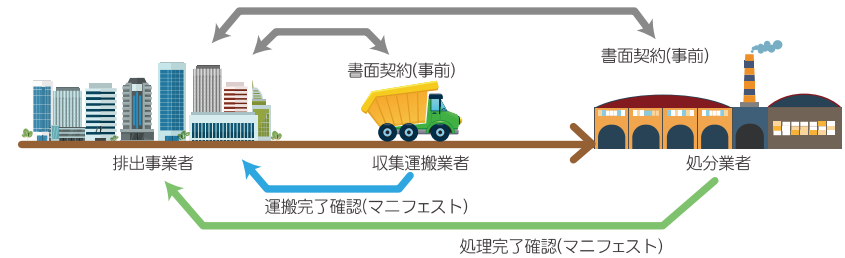 書面契約(事前)
書面契約(事前)
排出事業者
収集運搬業者
処分業者
運搬完了確認(マニフェスト)
処理完了確認(マニフェスト)